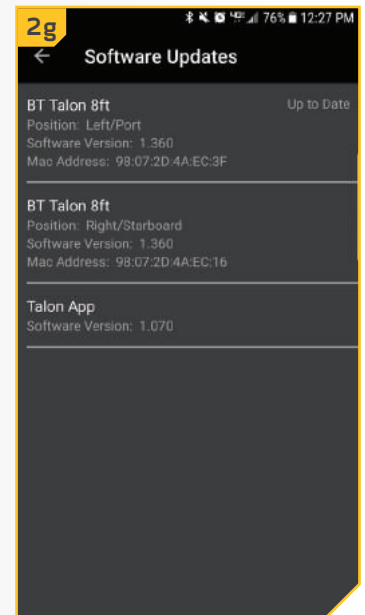 2g
76% 12:27 PM
Software Updates
BT Talon 8ft Up to Date
Position: Left/Port
Software Version: 1.360
Mac Address: 98:07:2D:4A:EC:3F
BT Talon 8ft
Position: Right/Starboard
Software Version: 1.360
Mac Address: 98:07:2D:4A:EC:16
Talon App
Software Version: 1.070